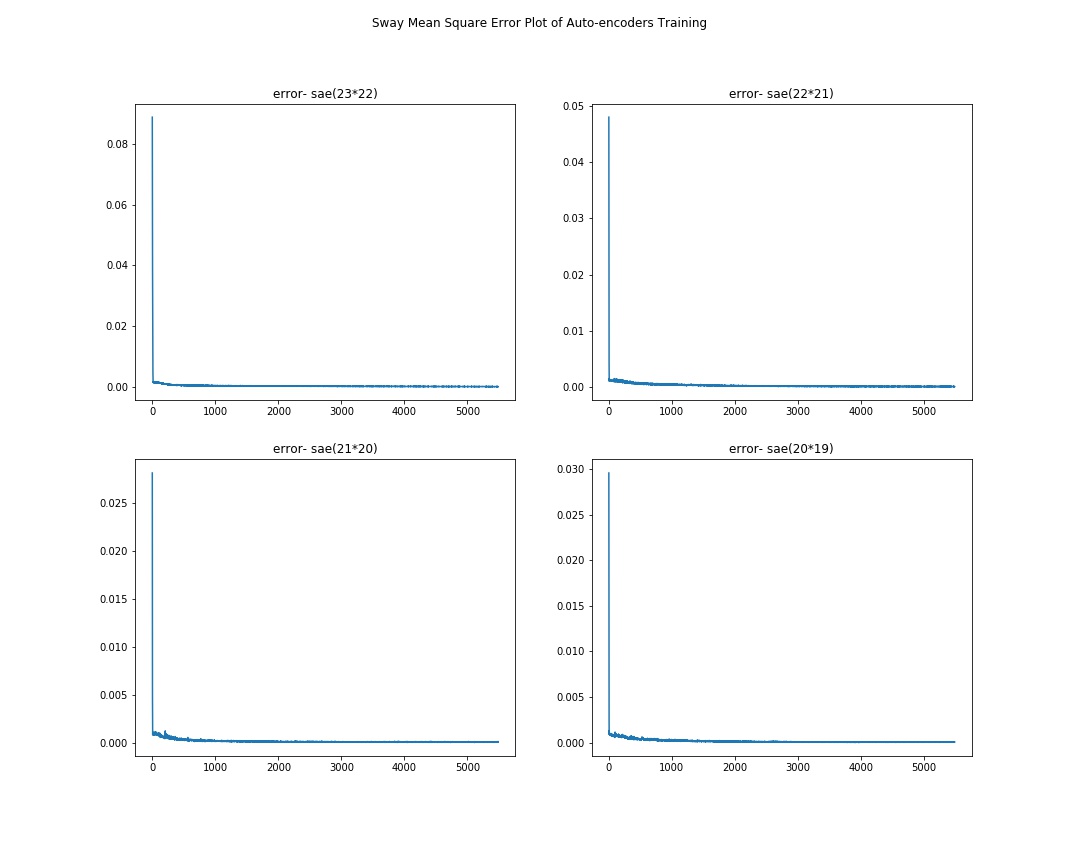 Sway Mean Square Error Plot of Auto-encoders Training
error- sae(23*22)
0.08
0.06
0.04
0.02
0.00
0 1000 2000 3000 4000 5000
error- sae(22*21)
0.05
0.04
0.03
0.02
0.01
0.00
0 1000 2000 3000 4000 5000
error- sae(21*20)
0.025
0.020
0.015
0.010
0.005
0.000
0 1000 2000 3000 4000 5000
error- sae(20*19)
0.030
0.025
0.020
0.015
0.010
0.005
0.000
0 1000 2000 3000 4000 5000